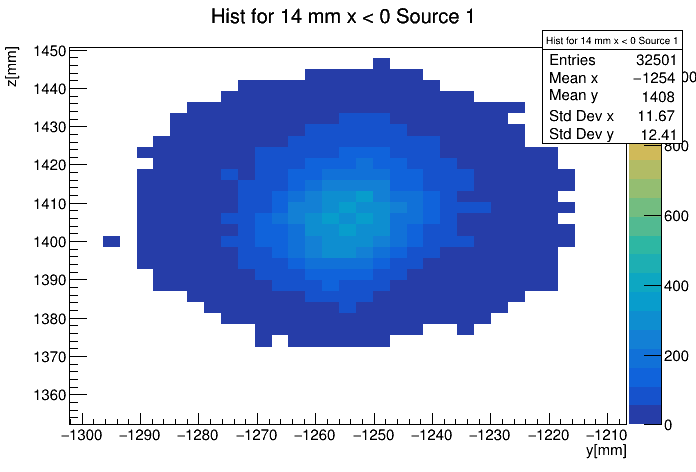 Hist for 14 mm x < 0 Source 1
z[mm]
1450
1440
1430
1420
1410
1400
1390
1380
1370
1360
Hist for 14 mm x < 0 Source 1
Entries 32501
Mean x −1254
Mean y 1408
Std Dev x 11.67
Std Dev y 12.41
800
600
400
200
0
−1300 −1290 −1280 −1270 −1260 −1250 −1240 −1230 −1220 −1210
y[mm]